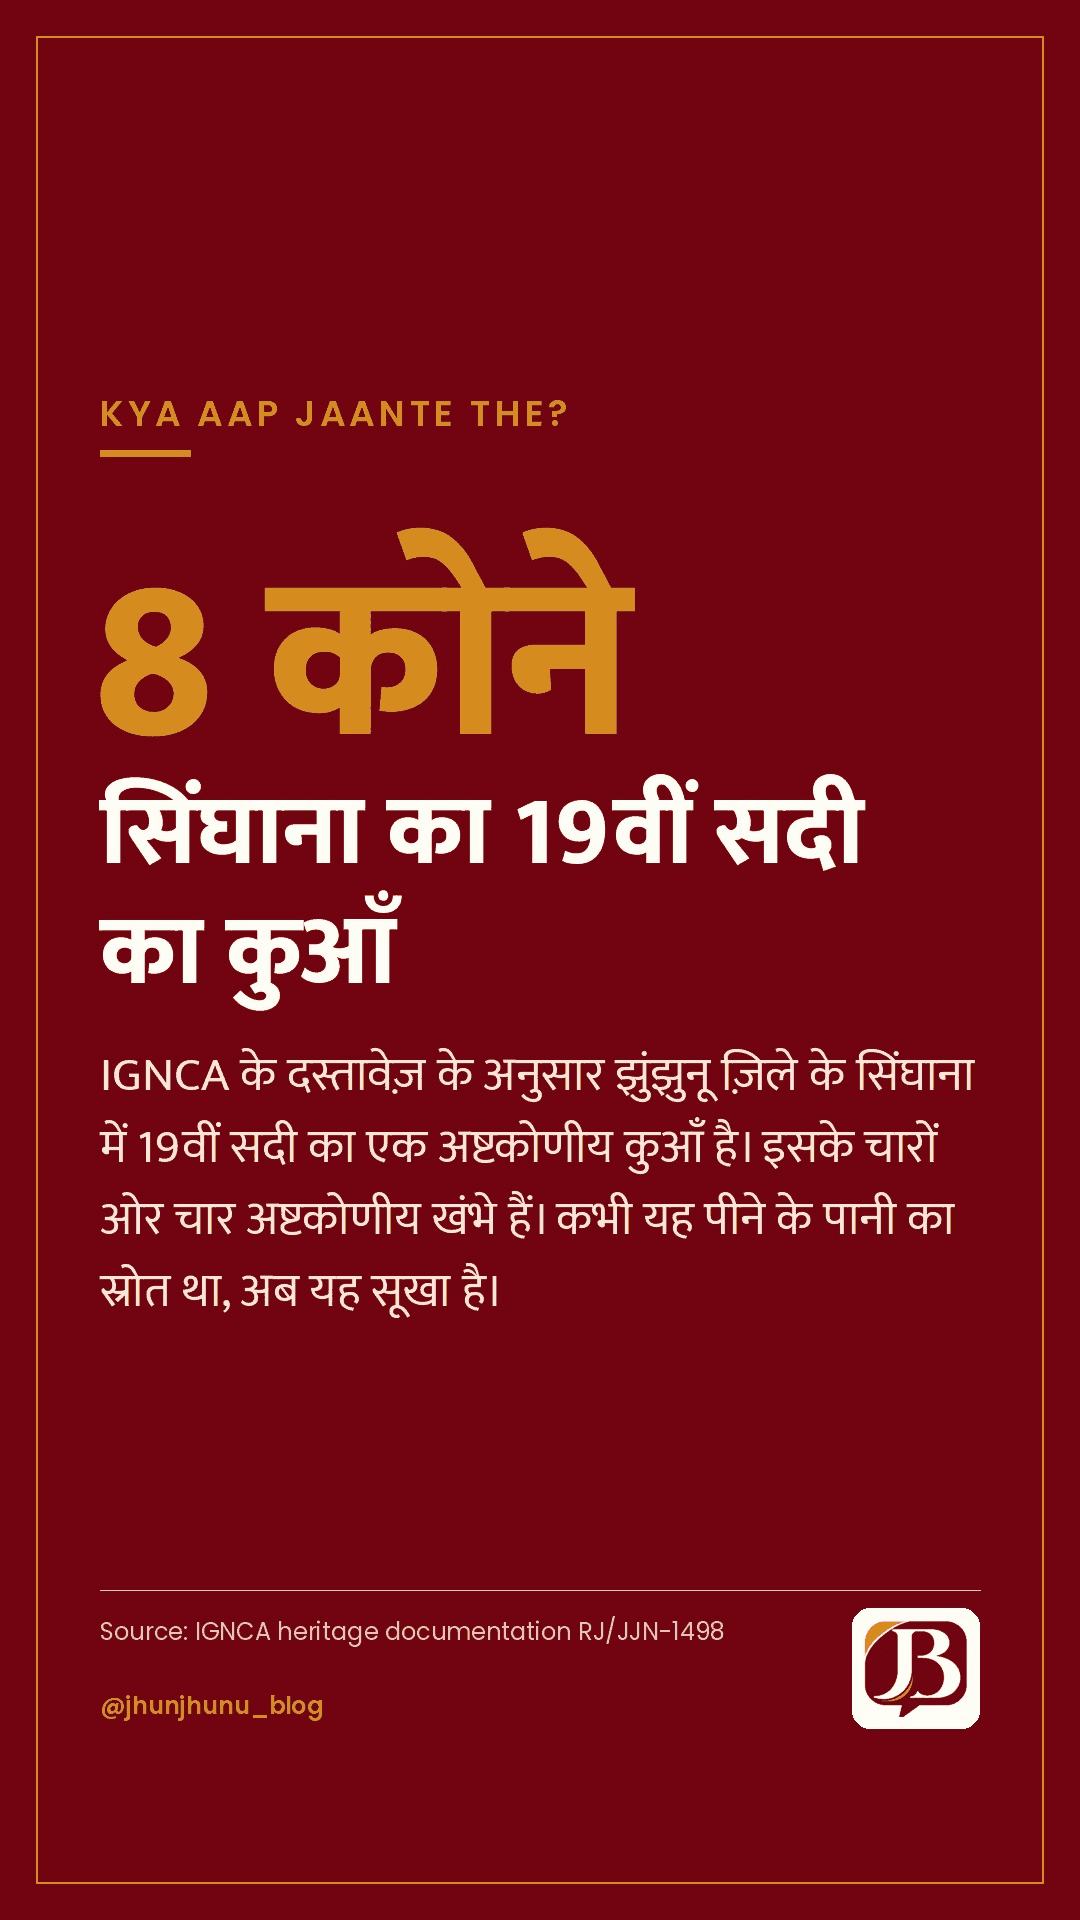 KYA AAP JAANTE THE?
8 कोने
सिंघाना का 19वीं सदी
का कुआँ
IGNCA के दस्तावेज़ के अनुसार झुंझुनू ज़िले के सिंघाना
में 19वीं सदी का एक अष्टकोणीय कुआँ है। इसके चारों
ओर चार अष्टकोणीय खंभे हैं। कभी यह पीने के पानी का
स्रोत था, अब यह सूखा है।
Source: IGNCA heritage documentation RJ/JJN-1498
JB
@jhunjhunu_blog